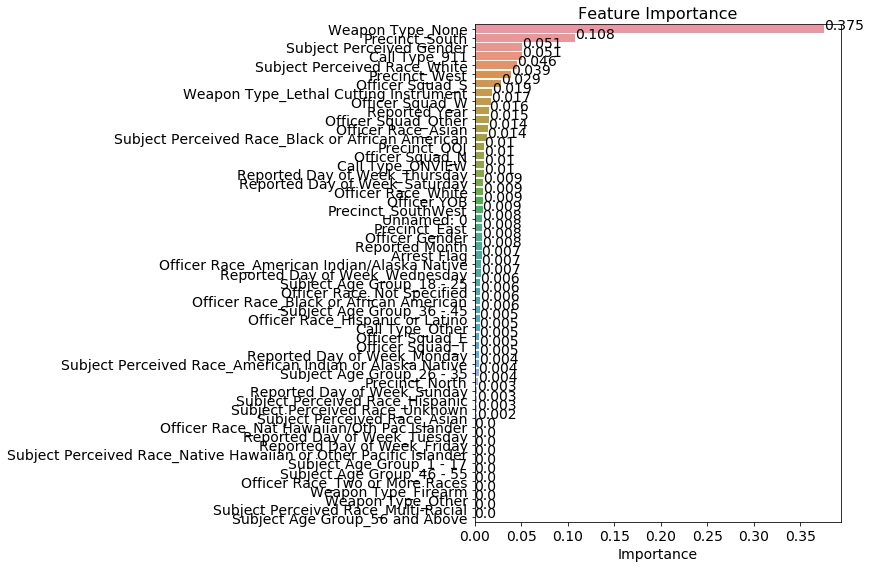 Feature Importance
Weapon Type_None 0.375
Precinct_South 0.108
Subject Perceived Gender 0.051
Call Type_911 0.051
Subject Perceived Race_White 0.046
Precinct_West 0.039
Officer Squad_S 0.029
Weapon Type_Lethal Cutting Instrument 0.019
Officer Squad_W 0.017
Reported Year 0.016
Officer Squad_Other 0.015
Officer Race_Asian 0.014
Subject Perceived Race_Black or African American 0.014
Precinct_OOJ 0.01
Officer Squad_N 0.01
Call Type_ONVIEW 0.01
Reported Day of Week_Thursday 0.01
Reported Day of Week_Saturday 0.009
Officer Race_White 0.009
Officer YOB 0.009
Precinct_SouthWest 0.009
Unnamed: 0 0.008
Precinct_East 0.008
Officer Gender 0.008
Reported Month 0.008
Arrest Flag 0.007
Officer Race_American Indian/Alaska Native 0.007
Reported Day of Week_Wednesday 0.007
Subject Age Group_18 - 25 0.006
Officer Race_Not Specified 0.006
Officer Race_Black or African American 0.006
Subject Age Group_36 - 45 0.006
Officer Race_Hispanic or Latino 0.005
Call Type_Other 0.005
Officer Squad_E 0.005
Officer Squad_T 0.005
Reported Day of Week_Monday 0.005
Subject Perceived Race_American Indian or Alaska Native 0.004
Subject Age Group_26 - 35 0.004
Precinct_North 0.004
Reported Day of Week_Sunday 0.003
Subject Perceived Race_Hispanic 0.003
Subject Perceived Race_Unknown 0.003
Subject Perceived Race_Asian 0.002
Officer Race_Nat Hawaiian/Oth Pac Islander 0.0
Reported Day of Week_Tuesday 0.0
Reported Day of Week_Friday 0.0
Subject Perceived Race_Native Hawaiian or Other Pacific Islander 0.0
Subject Age Group_1 - 17 0.0
Subject Age Group_46 - 55 0.0
Officer Race_Two or More Races 0.0
Weapon Type_Firearm 0.0
Weapon Type_Other 0.0
Subject Perceived Race_Multi-Racial 0.0
Subject Age Group_56 and Above 0.0
0.00 0.05 0.10 0.15 0.20 0.25 0.30 0.35
Importance